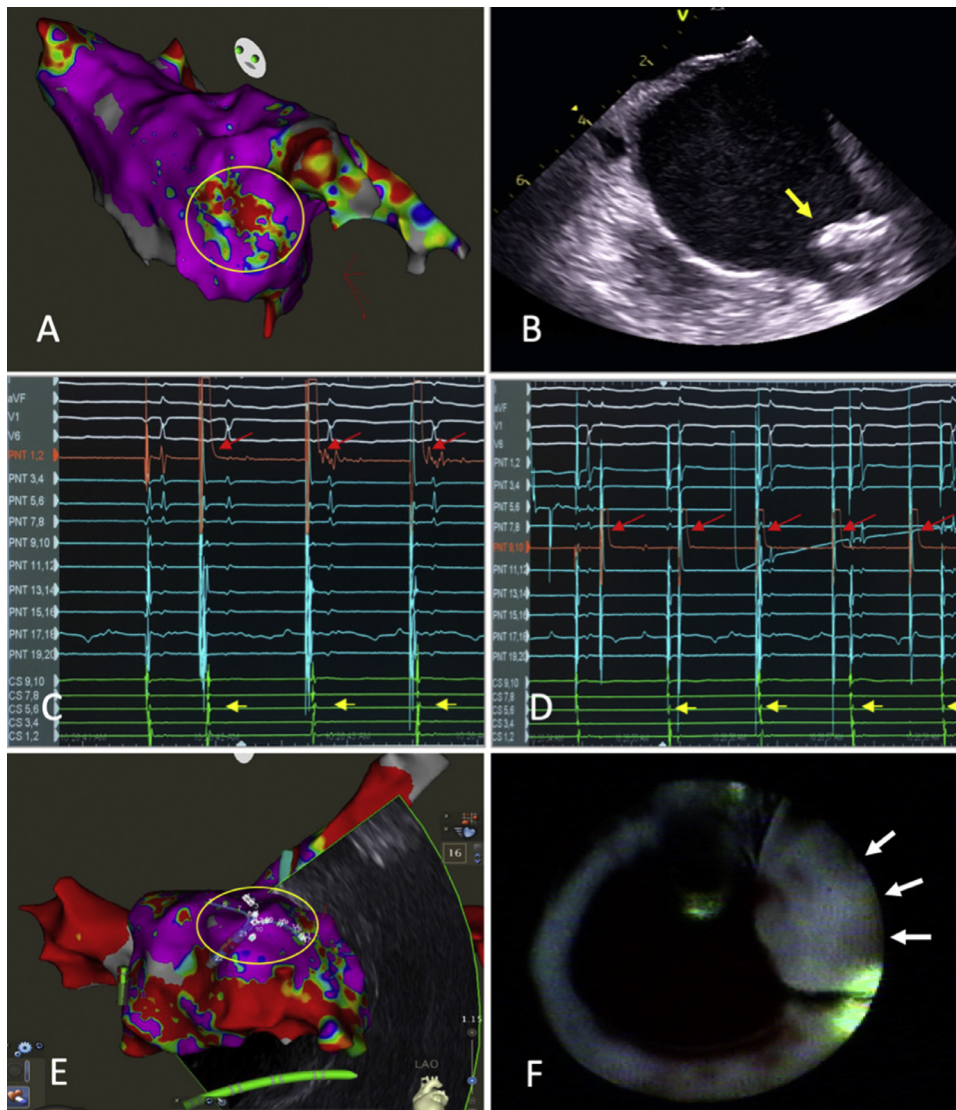 A
V
2
4
6
B
I
aVF
V1
V6
PNT 1,2
PNT 3,4
PNT 5,6
PNT 7,8
PNT 9,10
PNT 11,12
PNT 13,14
PNT 15,16
PNT 17,18
PNT 19,20
CS 9,10
CS 7,8
CS 5,6
CS 3,4
CS 1,2
C
aVF
V1
V6
PNT 1,2
PNT 3,4
PNT 5,6
PNT 7,8
PNT 9,10
PNT 11,12
PNT 13,14
PNT 15,16
PNT 17,18
PNT 19,20
CS 9,10
CS 7,8
CS 5,6
CS 3,4
CS 1,2
D
16
1.15
LAO
E
F